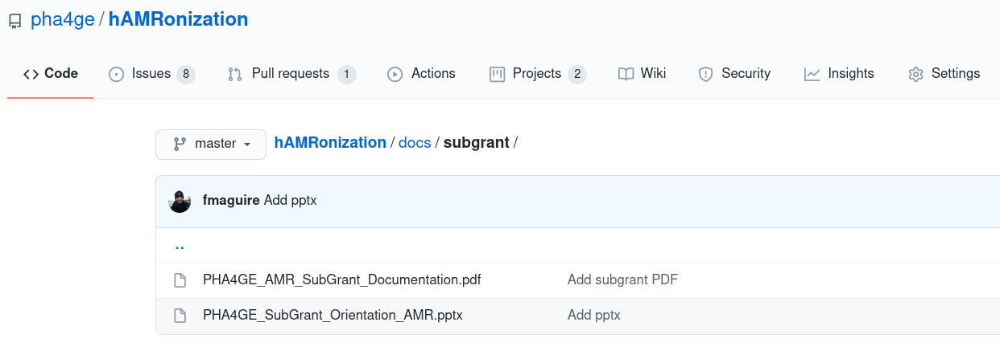 pha4ge / hAMRonization
Code Issues 8 Pull requests 1 Actions Projects 2 Wiki Security Insights Settings
master hAMRonization / docs / subgrant /
fmaguire Add pptx
..
PHA4GE_AMR_SubGrant_Documentation.pdf Add subgrant PDF
PHA4GE_SubGrant_Orientation_AMR.pptx Add pptx